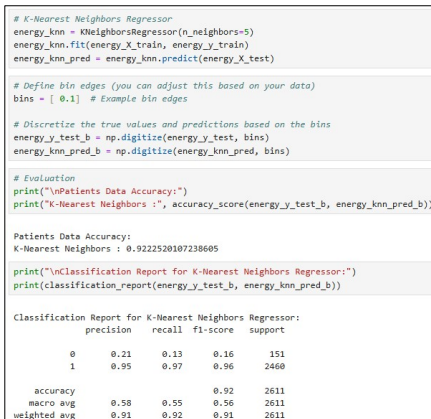 # K-Nearest Neighbors Regressor
energy_knn = KNeighborsRegressor(n_neighbors=5)
energy_knn.fit(energy_X_train, energy_y_train)
energy_knn_pred = energy_knn.predict(energy_X_test)
# Define bin edges (you can adjust this based on your data)
bins = [ 0.1]  # Example bin edges
# Discretize the true values and predictions based on the bins
energy_y_test_b = np.digitize(energy_y_test, bins)
energy_knn_pred_b = np.digitize(energy_knn_pred, bins)
# Evaluation
print("\nPatients Data Accuracy:")
print("K-Nearest Neighbors :", accuracy_score(energy_y_test_b, energy_knn_pred_b))
Patients Data Accuracy:
K-Nearest Neighbors : 0.9222520107238605
print("\nClassification Report for K-Nearest Neighbors Regressor:")
print(classification_report(energy_y_test_b, energy_knn_pred_b))
Classification Report for K-Nearest Neighbors Regressor:
precision recall f1-score support
0 0.21 0.13 0.16 151
1 0.95 0.97 0.96 2460
accuracy 0.92 2611
macro avg 0.58 0.55 0.56 2611
weighted avg 0.91 0.92 0.91 2611